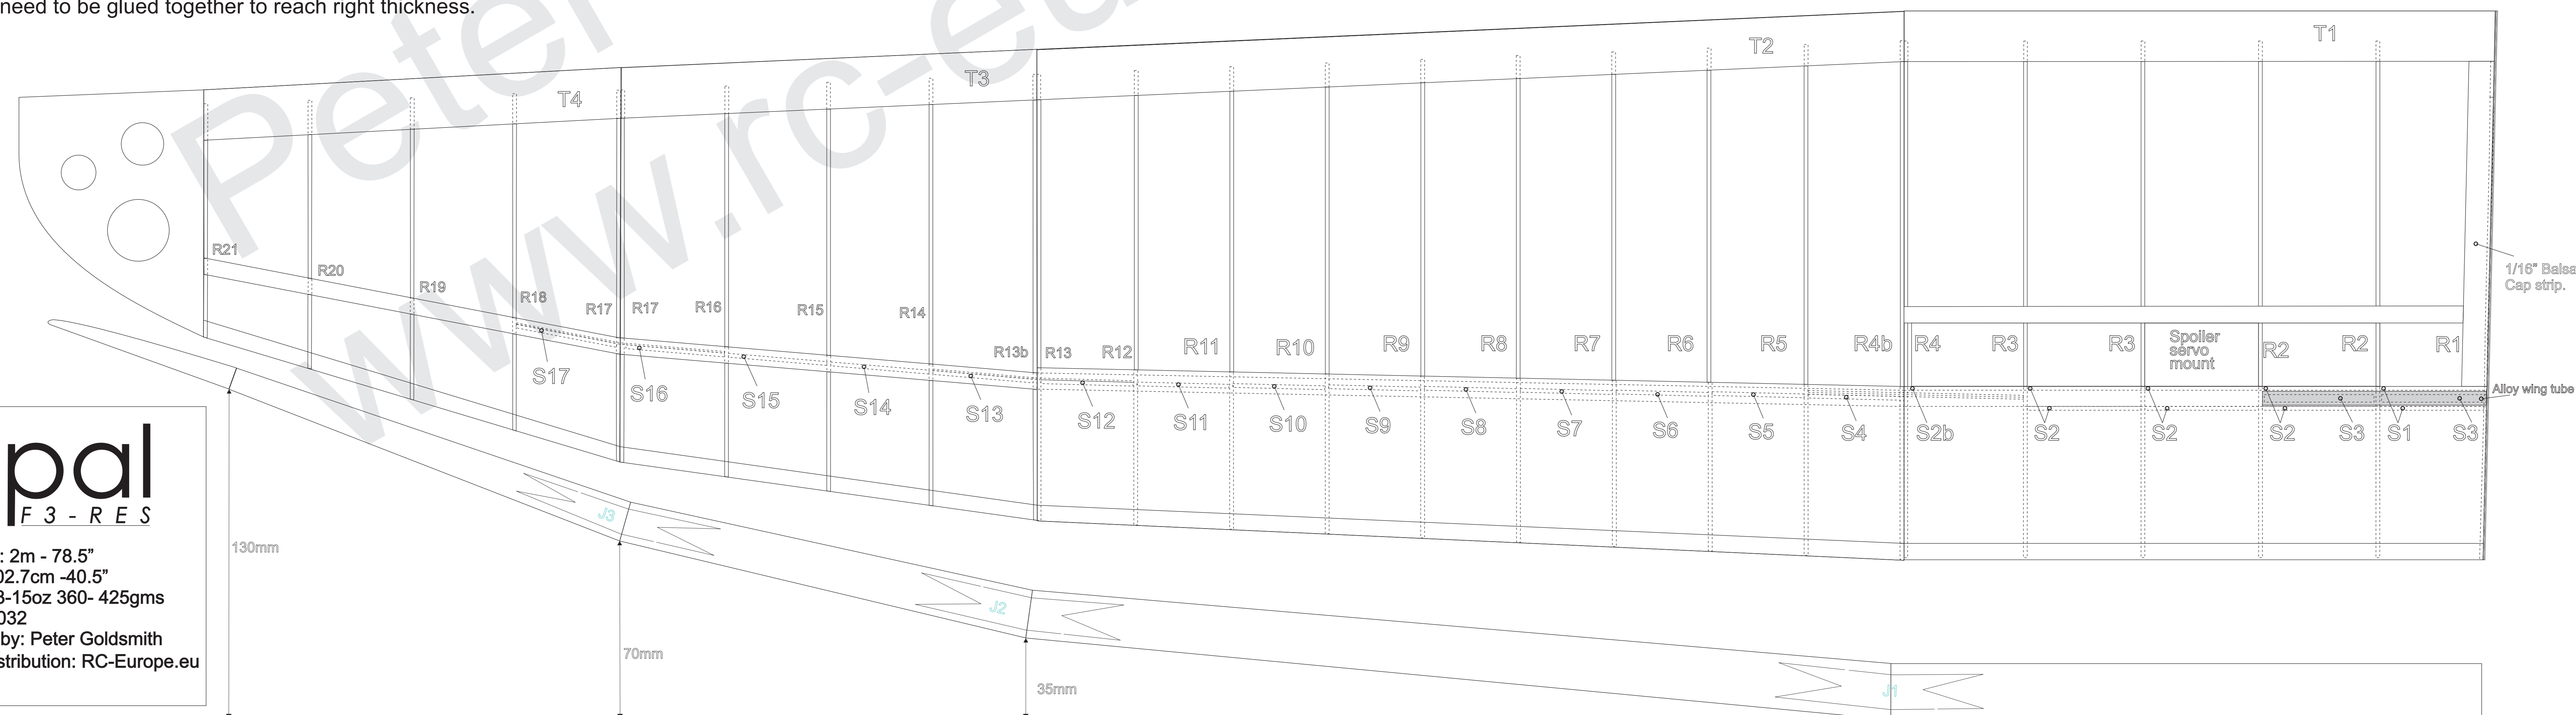 need to be glued together to reach right thickness.
Peter
www.rc-eu
T4
T3
T2
T1
R21
R20
R19
R18
R17
R17
R16
R15
R14
R13b
R13
R12
R11
R10
R9
R8
R7
R6
R5
R4b
R4
R3
R3
Spoiler
servo
mount
R2
R2
R1
1/16" Balsa
Cap strip.
Alloy wing tube
S17
S16
S15
S14
S13
S12
S11
S10
S9
S8
S7
S6
S5
S4
S2b
S2
S2
S2
S3
S1
S3
pal
F3-RES
: 2m - 78.5"
02.7cm -40.5"
3-15oz 360- 425gms
032
by: Peter Goldsmith
stribution: RC-Europe.eu
130mm
70mm
35mm
J3
J2
J1